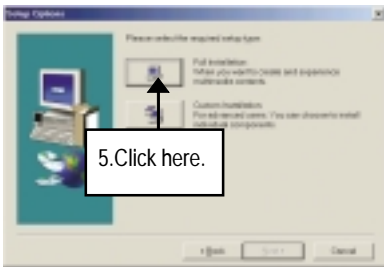 Setup Options
Please select the required setup type.
Full Installation
When you want to create and experience
multimedia contents.
Custom Installation
For advanced users. You can choose to install
individual components.
5.Click here.
< Back
Next >
Cancel